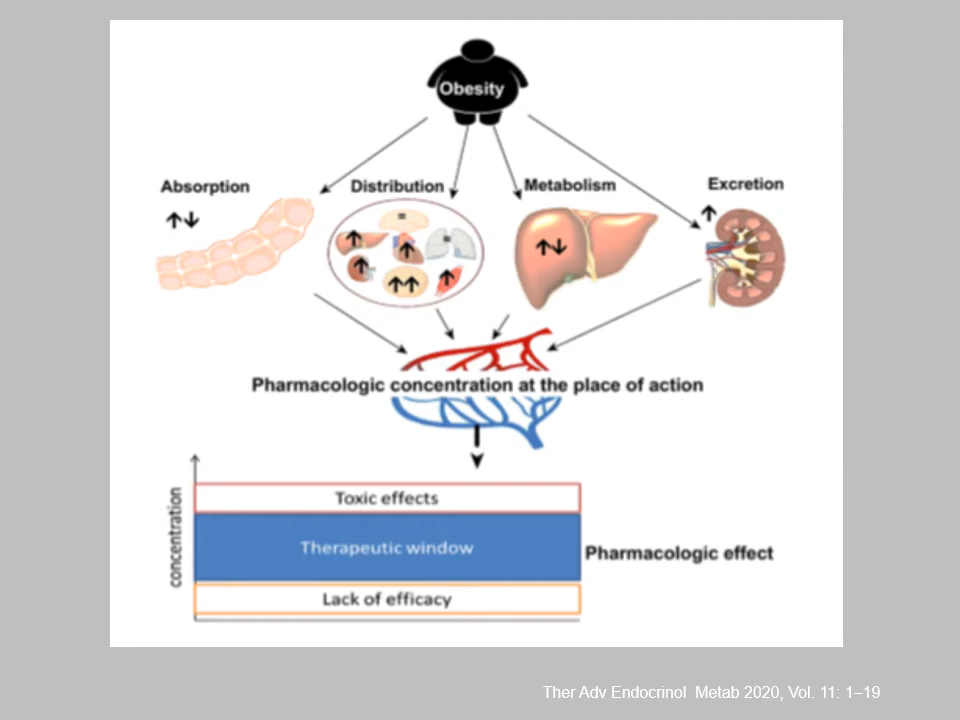 Obesity
Absorption
Distribution
Metabolism
Excretion
Pharmacologic concentration at the place of action
concentration
Toxic effects
Therapeutic window
Lack of efficacy
Pharmacologic effect
Ther Adv Endocrinol Metab 2020, Vol. 11: 1–19